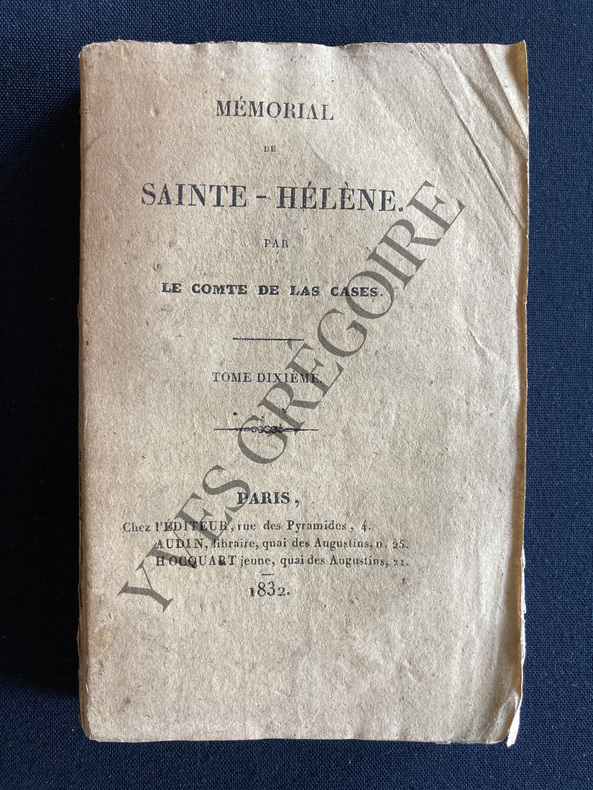 MÉMORIAL
DE
SAINTE-HÉLÈNE.
PAR
LE COMTE DE LAS CASES.
TOME DIXIÈME.
PARIS,
Chez l'ÉDITEUR, rue des Pyramides, 4.
AUDIN, libraire, quai des Augustins, n. 25.
HOCQUART jeune, quai des Augustins, 21.
1832.
YVES GRÉGOIRE